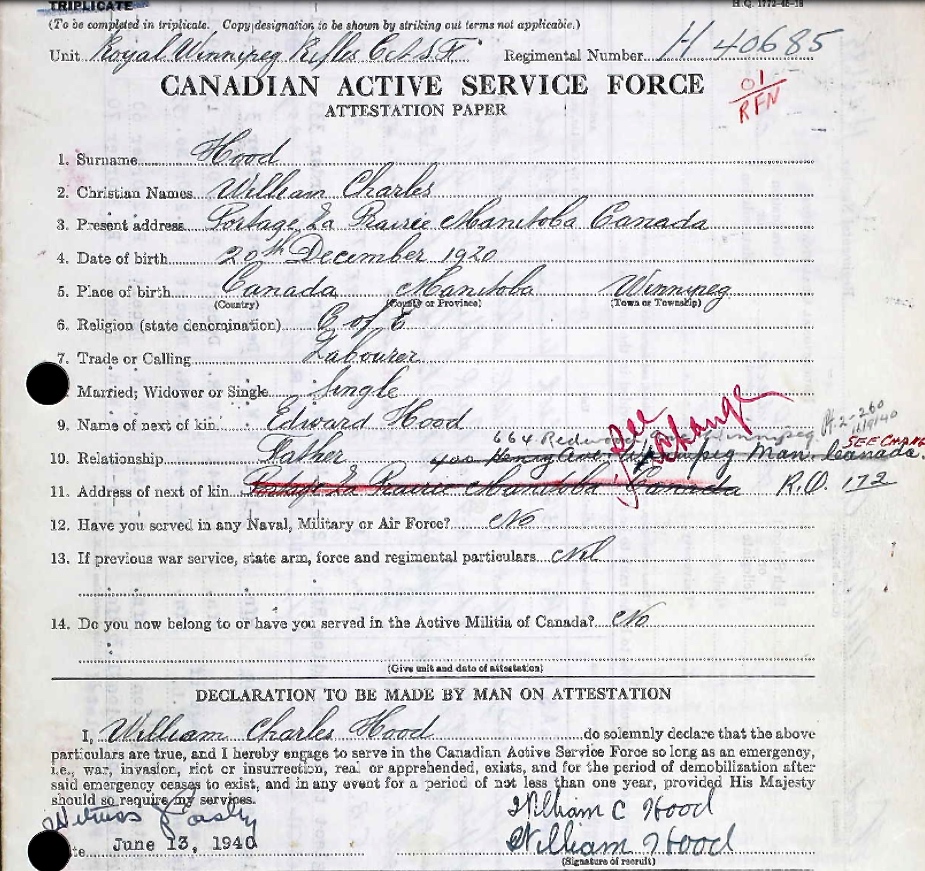 TRIPLICATE
H.Q. 1772-46-18
(To be completed in triplicate. Copy designation to be shown by striking out terms not applicable.)
Unit Royal Winnipeg Rifles C.A.S.F. Regimental Number H 40685
CANADIAN ACTIVE SERVICE FORCE
01
RFN
ATTESTATION PAPER
1. Surname Hood
2. Christian Names William Charles
3. Present address Portage La Prairie Manitoba Canada
4. Date of birth 20th December 1920
5. Place of birth Canada Manitoba Winnipeg
(Country) (County or Province) (Town or Township)
6. Religion (state denomination) C of E
7. Trade or Calling Labourer
Married; Widower or Single Single
See Change
9. Name of next of kin Edward Hood
Pt. 2-260
11/9/40
664 Redwood Winnipeg
SEE CHAN
10. Relationship Father 400 Henry Ave Winnipeg Man. Canada.
11. Address of next of kin Portage La Prairie Manitoba Canada R.O. 172
12. Have you served in any Naval, Military or Air Force? No
13. If previous war service, state arm, force and regimental particulars Nil
14. Do you now belong to or have you served in the Active Militia of Canada? No
(Give unit and date of attestation)
DECLARATION TO BE MADE BY MAN ON ATTESTATION
I, William Charles Hood do solemnly declare that the above
particulars are true, and I hereby engage to serve in the Canadian Active Service Force so long as an emergency,
i.e., war, invasion, riot or insurrection, real or apprehended, exists, and for the period of demobilization after
said emergency ceases to exist, and in any event for a period of not less than one year, provided His Majesty
should so require my services.
William C Hood
Witness
te June 13, 1940 William Hood
(Signature of recruit)